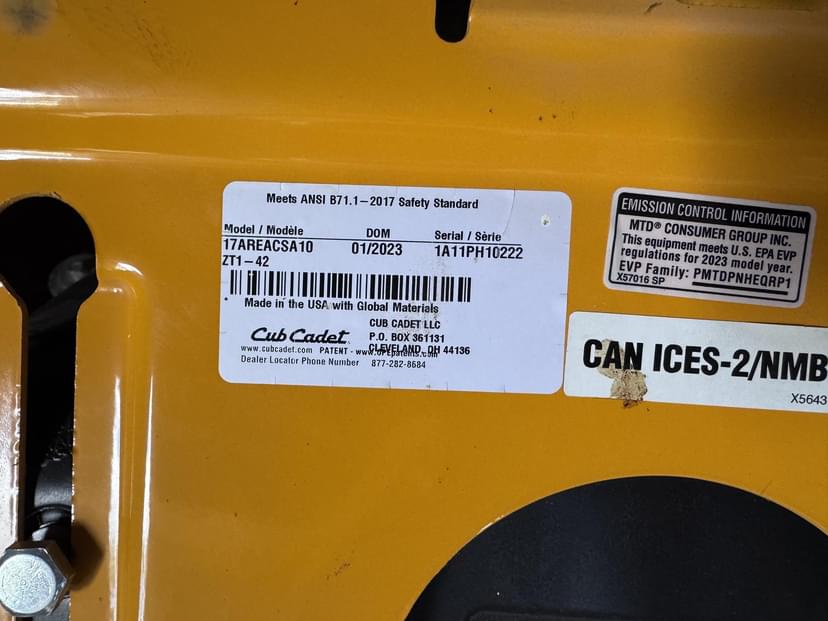 Meets ANSI B71.1-2017 Safety Standard
Model / Modèle DOM Serial / Série
17AREACSA10 01/2023 1A11PH10222
ZT1-42
Made in the USA with Global Materials
CUB CADET LLC
Cub Cadet. P.O. BOX 361131
CLEVELAND, OH 44136
www.cubcadet.com PATENT - www.OPEpatents.com
Dealer Locator Phone Number 877-282-8684
EMISSION CONTROL INFORMATION
MTD® CONSUMER GROUP INC.
This equipment meets U.S. EPA EVP
regulations for 2023 model year.
EVP Family: PMTDPNHEQRP1
X57016 SP
CAN ICES-2/NMB
X5643